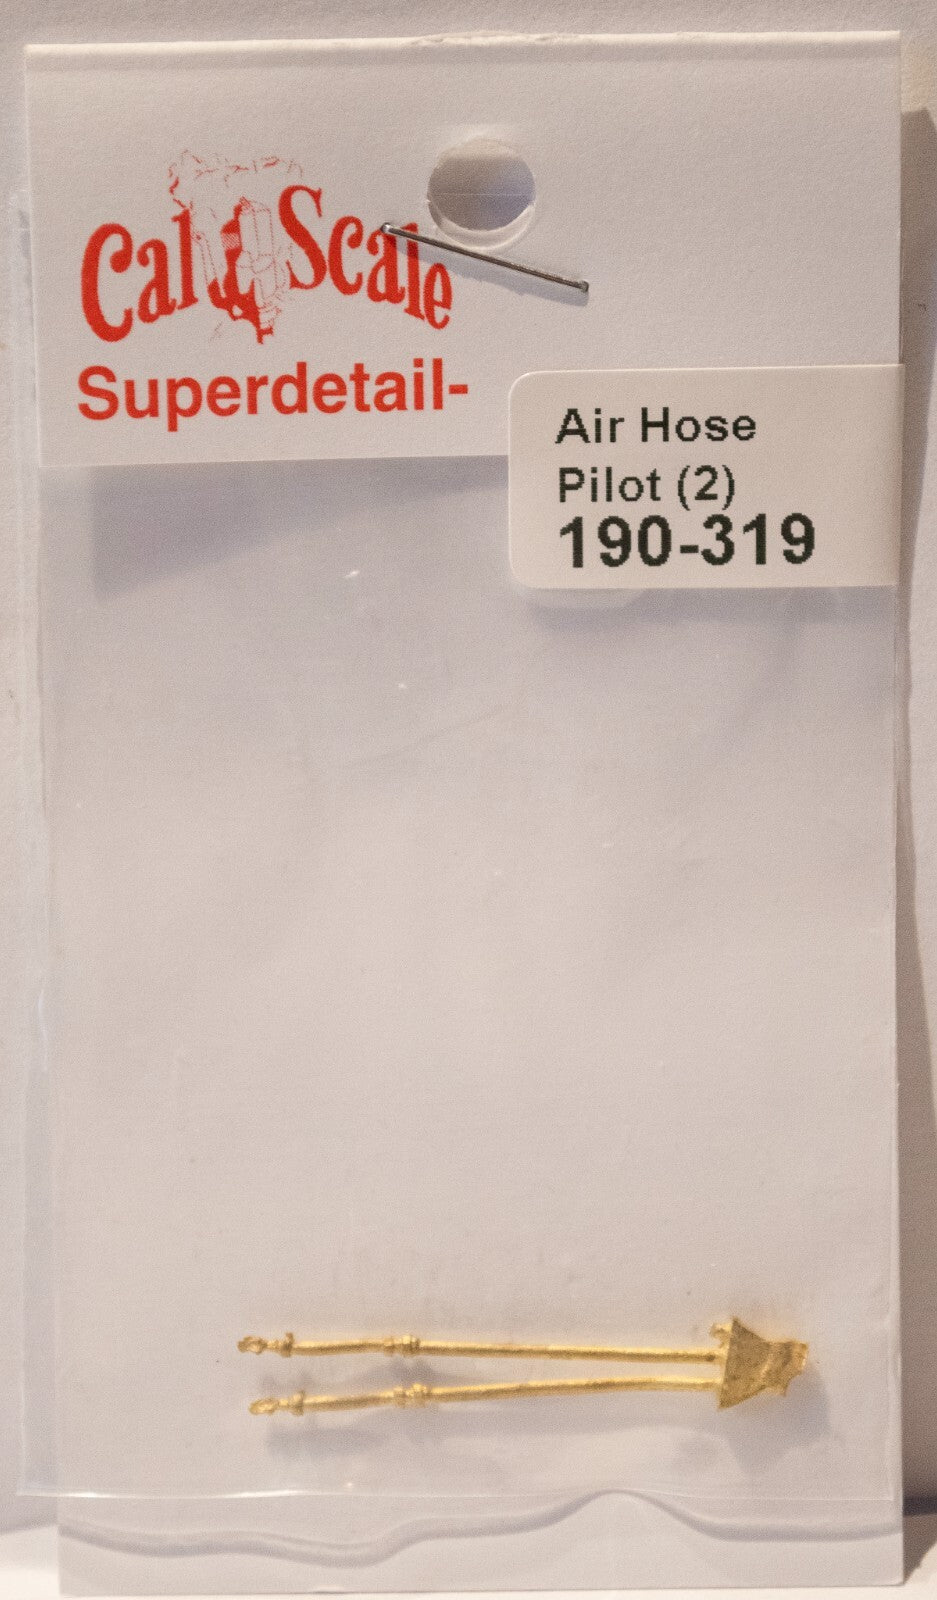 Cal Scale
Superdetail-
Air Hose
Pilot (2)
190-319